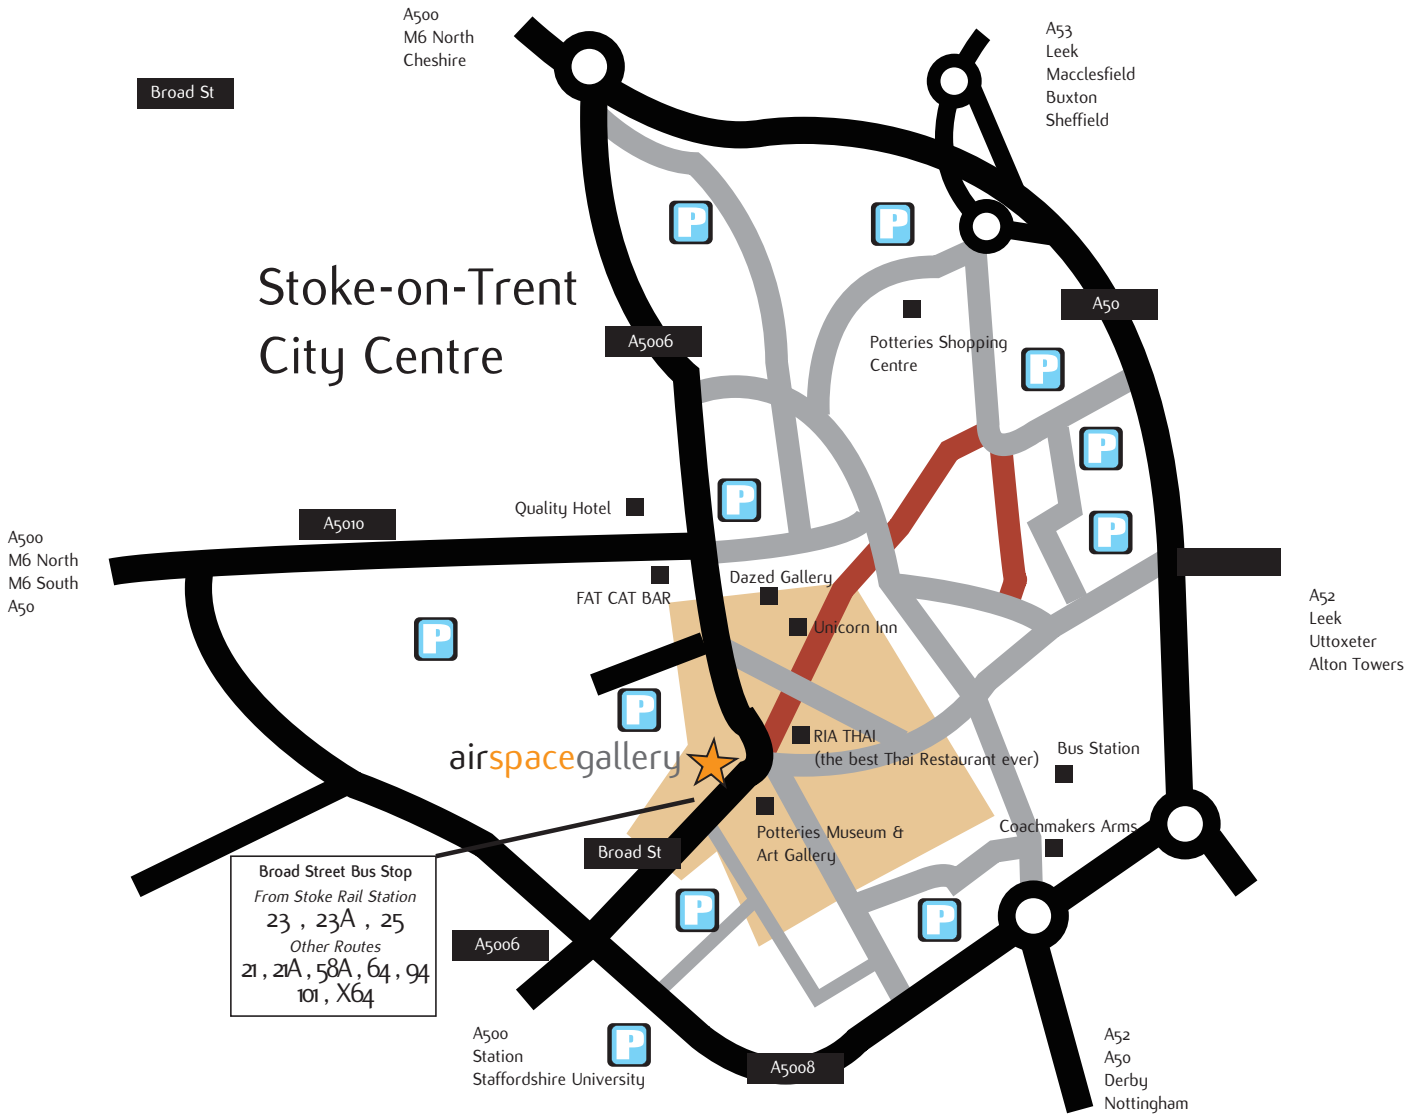 A500
M6 North
Cheshire
A53
Leek
Macclesfield
Buxton
Sheffield
Broad St
P
P
Stoke-on-Trent
City Centre
A50
A5006
Potteries Shopping
Centre
P
P
P
Quality Hotel
A5010
P
A500
M6 North
M6 South
A50
Dazed Gallery
FAT CAT BAR
Unicorn Inn
A52
Leek
Uttoxeter
Alton Towers
P
P
RIA THAI
(the best Thai Restaurant ever)
airspacegallery
Bus Station
Potteries Museum &
Art Gallery
Coachmakers Arms
Broad St
Broad Street Bus Stop
From Stoke Rail Station
23 , 23A , 25
Other Routes
21 , 21A , 58A , 64 , 94
101 , X64
P
P
A5006
A500
Station
Staffordshire University
P
A5008
A52
A50
Derby
Nottingham